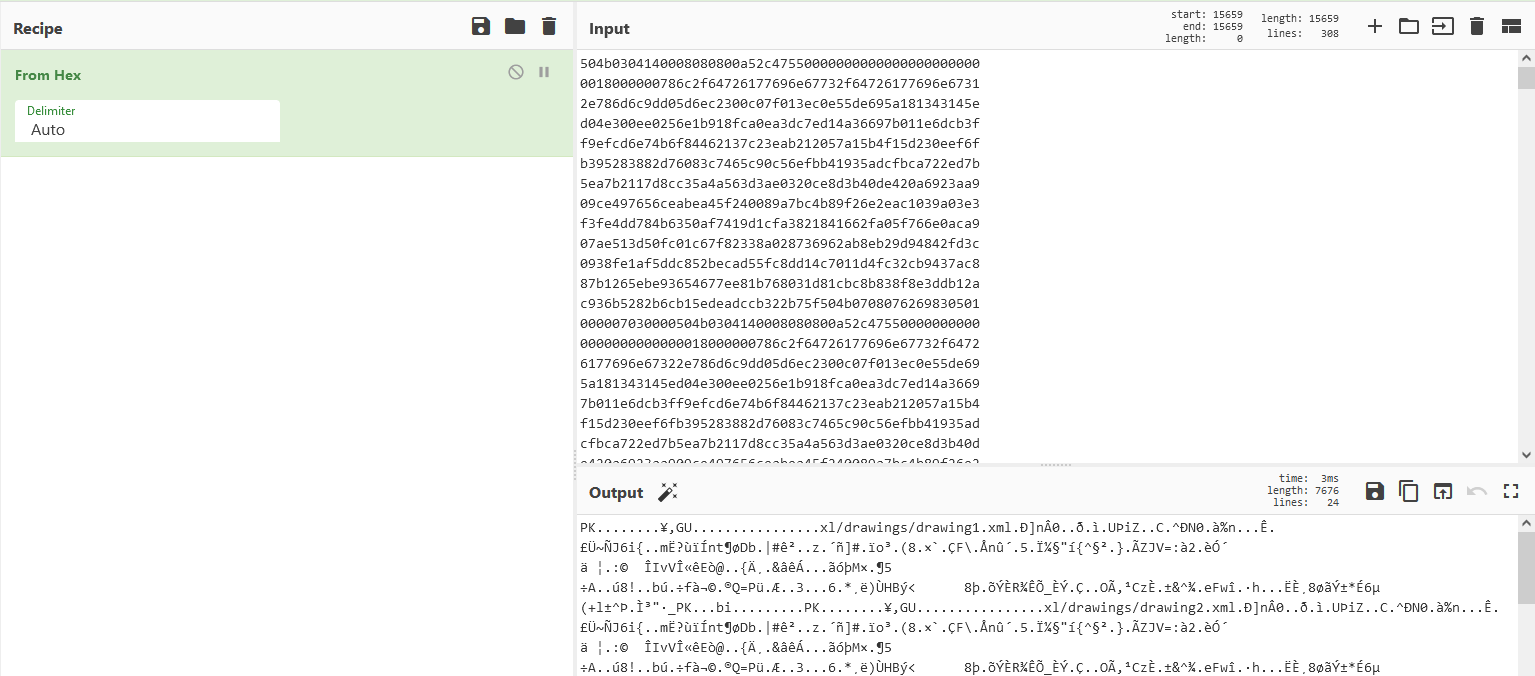 Recipe
From Hex
Delimiter
Auto
Input
start: 15659
end: 15659
length: 0
length: 15659
lines: 308
504b0304140008080800a52c47550000000000000000000000
0018000000786c2f64726177696e67732f64726177696e6731
2e786d6c9dd05d6ec2300c07f013ec0e55de695a181343145e
d04e300ee0256e1b918fca0ea3dc7ed14a36697b011e6dcb3f
f9efcd6e74b6f84462137c23eab212057a15b4f15d230eef6f
b395283882d76083c7465c90c56efbb41935adcfbca722ed7b
5ea7b2117d8cc35a4a563d3ae0320ce8d3b40de420a6923aa9
09ce497656ceabea45f240089a7bc4b89f26e2eac1039a03e3
f3fe4dd784b6350af7419d1cfa3821841662fa05f766e0aca9
07ae513d50fc01c67f82338a028736962ab8eb29d94842fd3c
0938fe1af5ddc852becad55fc8dd14c7011d4fc32cb9437ac8
87b1265ebe93654677ee81b768031d81cbc8b838f8e3ddb12a
c936b5282b6cb15edeadccb322b75f504b0708076269830501
000007030000504b0304140008080800a52c47550000000000
000000000000000018000000786c2f64726177696e67732f6472
6177696e67322e786d6c9dd05d6ec2300c07f013ec0e55de69
5a181343145ed04e300ee0256e1b918fca0ea3dc7ed14a3669
7b011e6dcb3ff9efcd6e74b6f84462137c23eab212057a15b4
f15d230eef6fb395283882d76083c7465c90c56efbb41935ad
cfbca722ed7b5ea7b2117d8cc35a4a563d3ae0320ce8d3b40d
Output
time: 3ms
length: 7676
lines: 24
PK........¥,GU................xl/drawings/drawing1.xml.Ð]nÂ0..ð.ì.UÞiZ..C.^ÐN0.à%n...Ê.
£Ü~ÑJ6i{..mË?ùïÍnt¶øDb.|#ê²..z.´ñ]#.ïo³.(8.×`.ÇF\.Ånû´.5.Ï¼§"í{^§².}.ÃZJV=:à2.èÓ´
ä ¦.:© ÎIvVÎ«êEò@..{Ä¸.&âêÁ...ãóþM×.¶5
÷A..ú8!..bú.÷fà¬©.®Q=Pü.Æ..3...6.*¸ë)ÙHBý< 8þ.õÝÈR¾ÊÕ_ÈÝ.Ç..OÃ,¹CzÈ.±&^¾.eFwî.·h...ËÈ¸8øãÝ±*É6µ
(+l±^Þ.Ì³"·_PK...bi.........PK........¥,GU................xl/drawings/drawing2.xml.Ð]nÂ0..ð.ì.UÞiZ..C.^ÐN0.à%n...Ê.
£Ü~ÑJ6i{..mË?ùïÍnt¶øDb.|#ê²..z.´ñ]#.ïo³.(8.×`.ÇF\.Ånû´.5.Ï¼§"í{^§².}.ÃZJV=:à2.èÓ´
ä ¦.:© ÎIvVÎ«êEò@..{Ä¸.&âêÁ...ãóþM×.¶5
÷A..ú8!..bú.÷fà¬©.®Q=Pü.Æ..3...6.*¸ë)ÙHBý< 8þ.õÝÈR¾ÊÕ_ÈÝ.Ç..OÃ,¹CzÈ.±&^¾.eFwî.·h...ËÈ¸8øãÝ±*É6µ